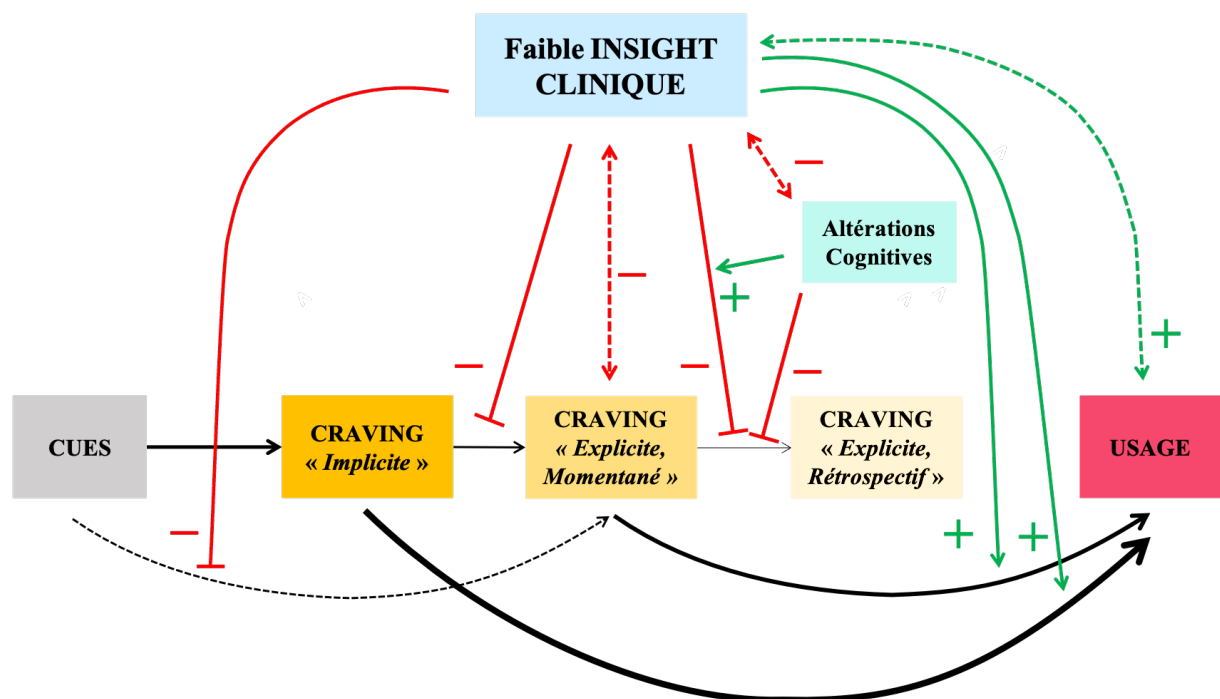 Faible INSIGHT
CLINIQUE
Altérations
Cognitives
CUES
CRAVING
« Implicite »
CRAVING
« Explicite,
Momentané »
CRAVING
« Explicite,
Rétrospectif »
USAGE
−
−
−
−
−
−
+
+
+
+